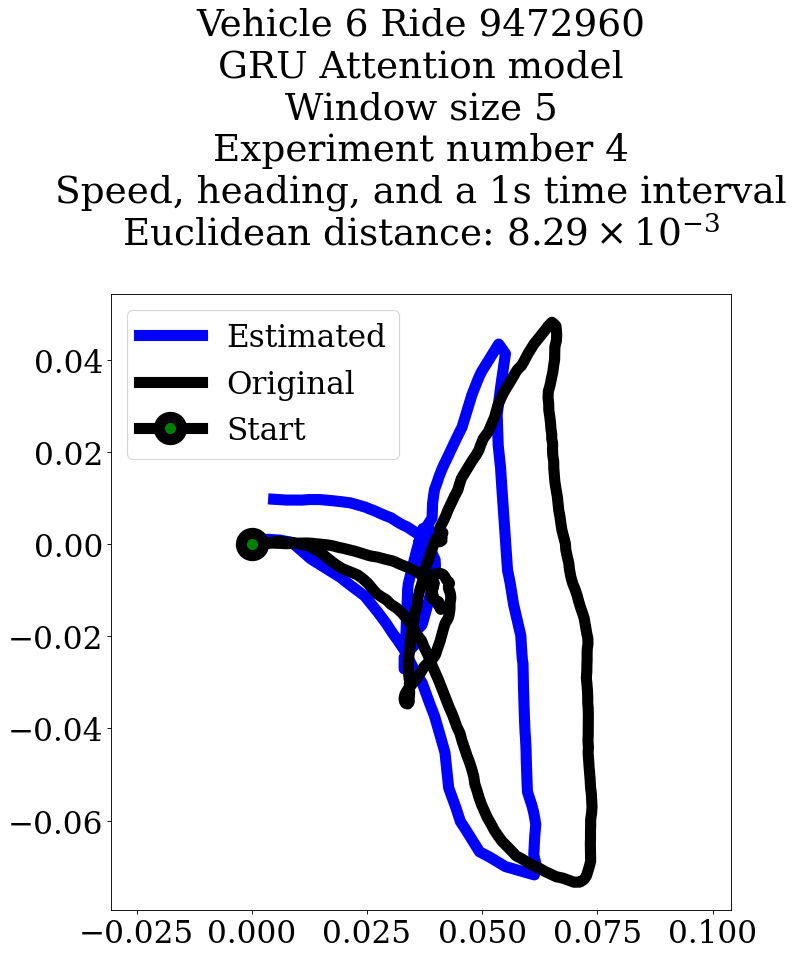 Vehicle 6 Ride 9472960
GRU Attention model
Window size 5
Experiment number 4
Speed, heading, and a 1s time interval
Euclidean distance: 8.29 × 10⁻³
Estimated
Original
Start
0.04
0.02
0.00
−0.02
−0.04
−0.06
−0.025 0.000 0.025 0.050 0.075 0.100